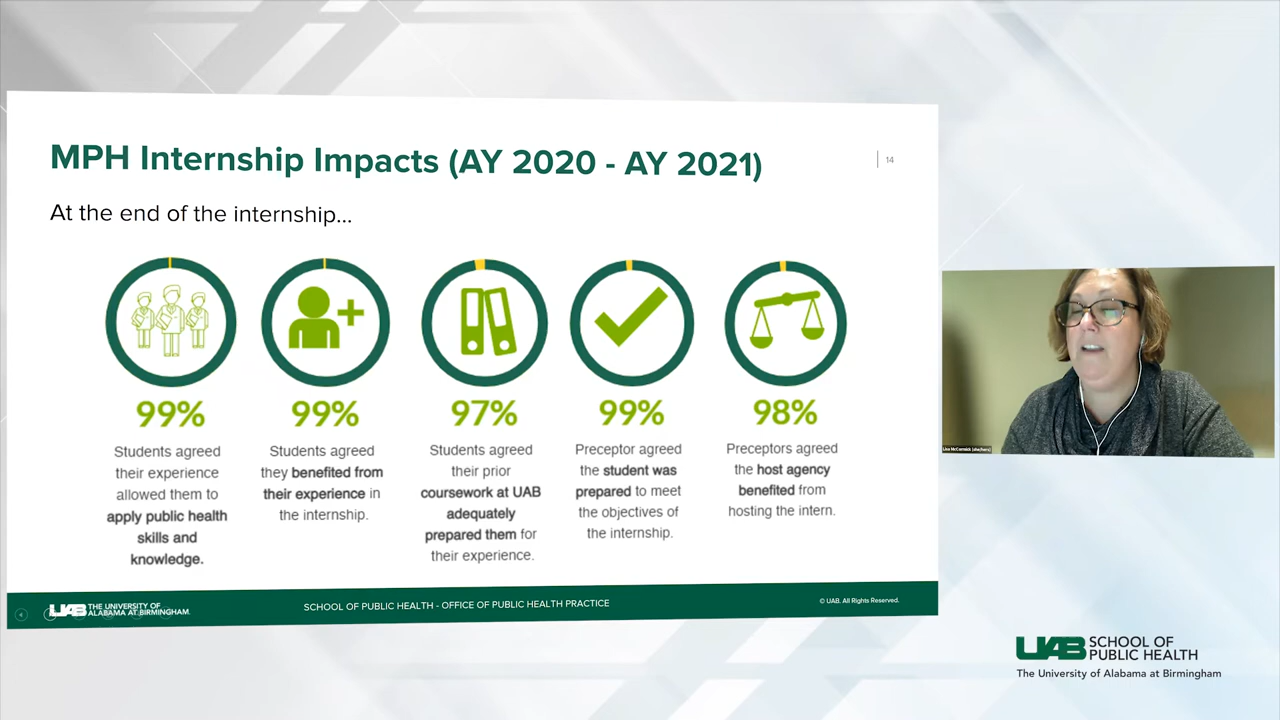 MPH Internship Impacts (AY 2020 - AY 2021)
14
At the end of the internship...
99%
Students agreed
their experience
allowed them to
apply public health
skills and
knowledge.
99%
Students agreed
they benefited from
their experience in
the internship.
97%
Students agreed
their prior
coursework at UAB
adequately
prepared them for
their experience.
99%
Preceptor agreed
the student was
prepared to meet
the objectives of
the internship.
98%
Preceptors agreed
the host agency
benefited from
hosting the intern.
UAB THE UNIVERSITY OF
ALABAMA AT BIRMINGHAM.
SCHOOL OF PUBLIC HEALTH - OFFICE OF PUBLIC HEALTH PRACTICE
© UAB. All Rights Reserved.
Lisa McCormick (she/hers)
UAB SCHOOL OF
PUBLIC HEALTH
The University of Alabama at Birmingham